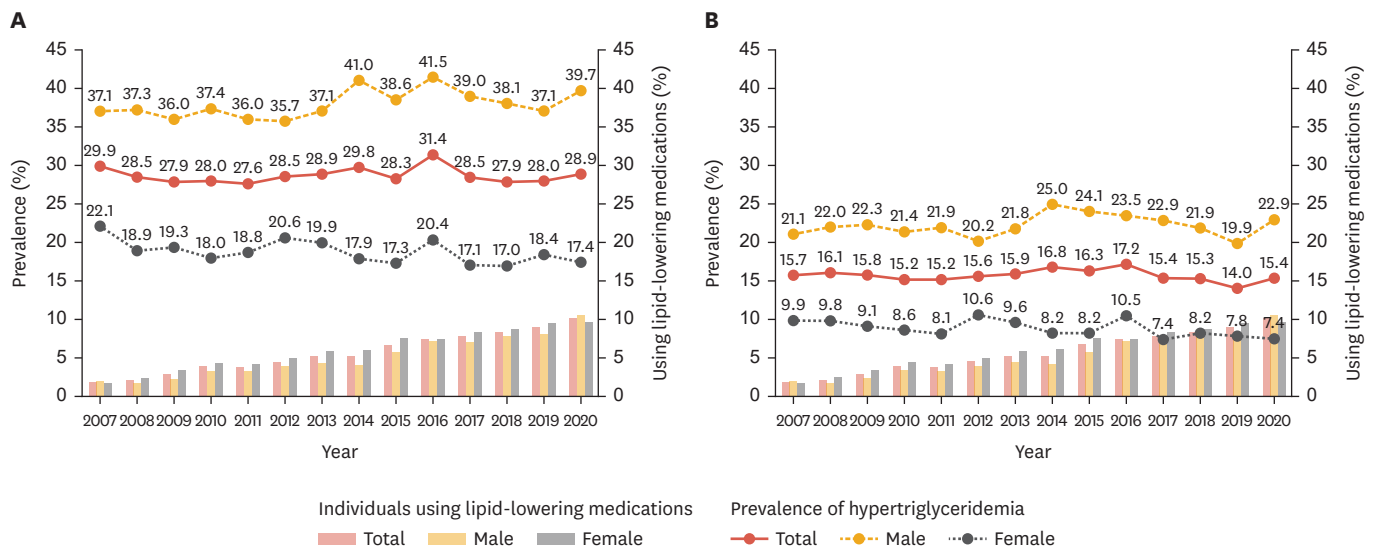 A
B
45
40
35
30
25
20
15
10
5
0
Prevalence (%)
37.1 37.3 36.0 37.4 36.0 35.7 37.1 41.0 38.6 41.5 39.0 38.1 37.1 39.7
29.9 28.5 27.9 28.0 27.6 28.5 28.9 29.8 28.3 31.4 28.5 27.9 28.0 28.9
22.1 18.9 19.3 18.0 18.8 20.6 19.9 17.9 17.3 20.4 17.1 17.0 18.4 17.4
45
40
35
30
25
20
15
10
5
0
Using lipid-lowering medications (%)
2007 2008 2009 2010 2011 2012 2013 2014 2015 2016 2017 2018 2019 2020
Year
45
40
35
30
25
20
15
10
5
0
Prevalence (%)
21.1 22.0 22.3 21.4 21.9 20.2 21.8 25.0 24.1 23.5 22.9 21.9 19.9 22.9
15.7 16.1 15.8 15.2 15.2 15.6 15.9 16.8 16.3 17.2 15.4 15.3 14.0 15.4
9.9 9.8 9.1 8.6 8.1 10.6 9.6 8.2 8.2 10.5 7.4 8.2 7.8 7.4
45
40
35
30
25
20
15
10
5
0
Using lipid-lowering medications (%)
2007 2008 2009 2010 2011 2012 2013 2014 2015 2016 2017 2018 2019 2020
Year
Individuals using lipid-lowering medications
Total Male Female
Prevalence of hypertriglyceridemia
Total Male Female